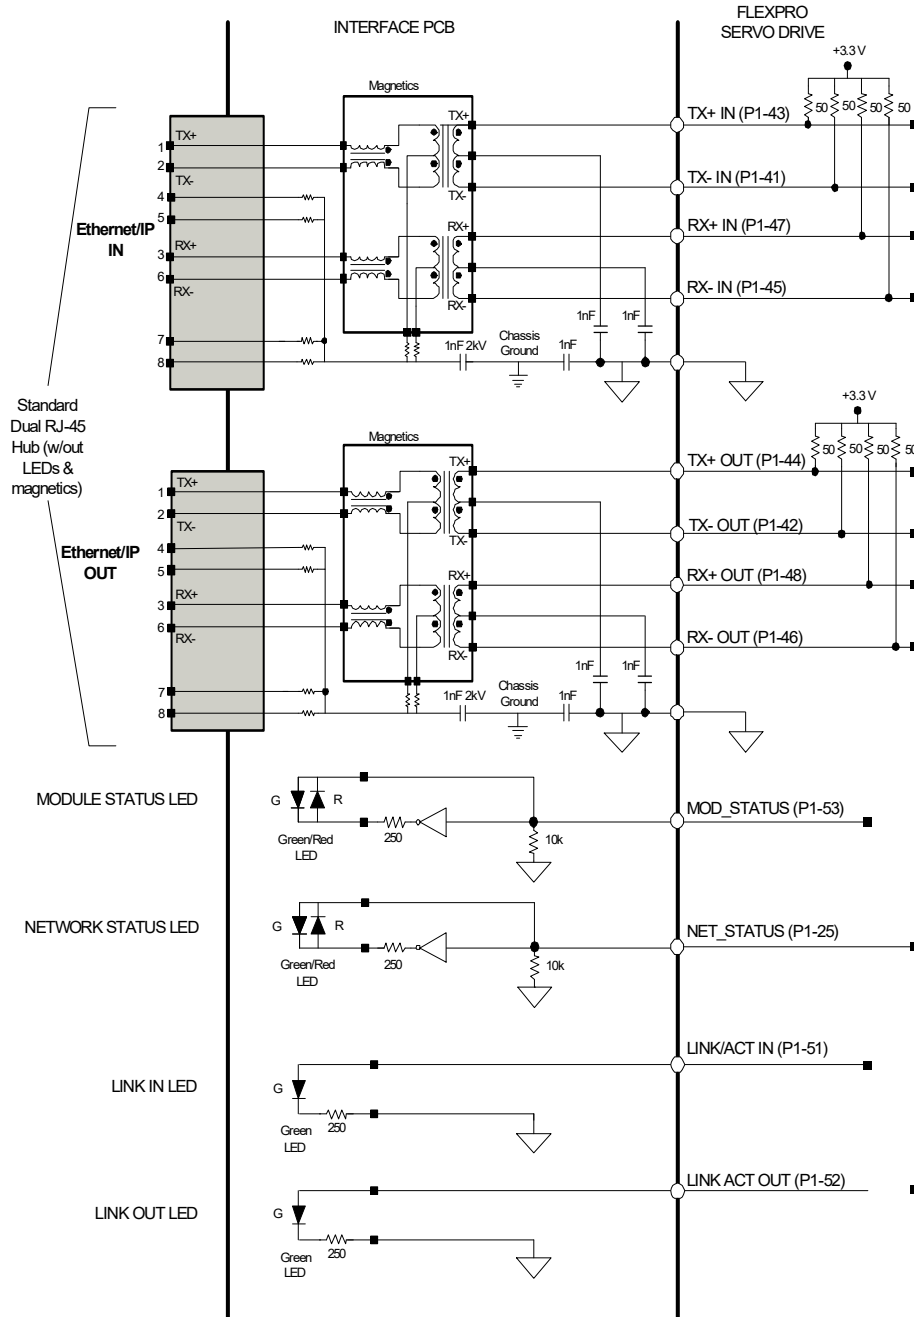 INTERFACE PCB
FLEXPRO
SERVO DRIVE
+3.3 V
Magnetics
50
50
50
50
TX+
TX+
TX+ IN (P1-43)
1
2
TX-
TX-
TX- IN (P1-41)
4
5
Ethernet/IP
IN
RX+
RX+
RX+ IN (P1-47)
3
6
RX-
RX-
RX- IN (P1-45)
7
8
1nF 2kV
Chassis
Ground
1nF
1nF
1nF
Standard
Dual RJ-45
Hub (w/out
LEDs &
magnetics)
+3.3 V
Magnetics
50
50
50
50
TX+
TX+
TX+ OUT (P1-44)
1
2
TX-
TX-
TX- OUT (P1-42)
4
5
Ethernet/IP
OUT
RX+
RX+
RX+ OUT (P1-48)
3
6
RX-
RX-
RX- OUT (P1-46)
7
8
1nF 2kV
Chassis
Ground
1nF
1nF
1nF
MODULE STATUS LED
G
R
Green/Red
LED
250
10k
MOD_STATUS (P1-53)
NETWORK STATUS LED
G
R
Green/Red
LED
250
10k
NET_STATUS (P1-25)
LINK IN LED
G
Green
LED
250
LINK/ACT IN (P1-51)
LINK OUT LED
G
Green
LED
250
LINK ACT OUT (P1-52)